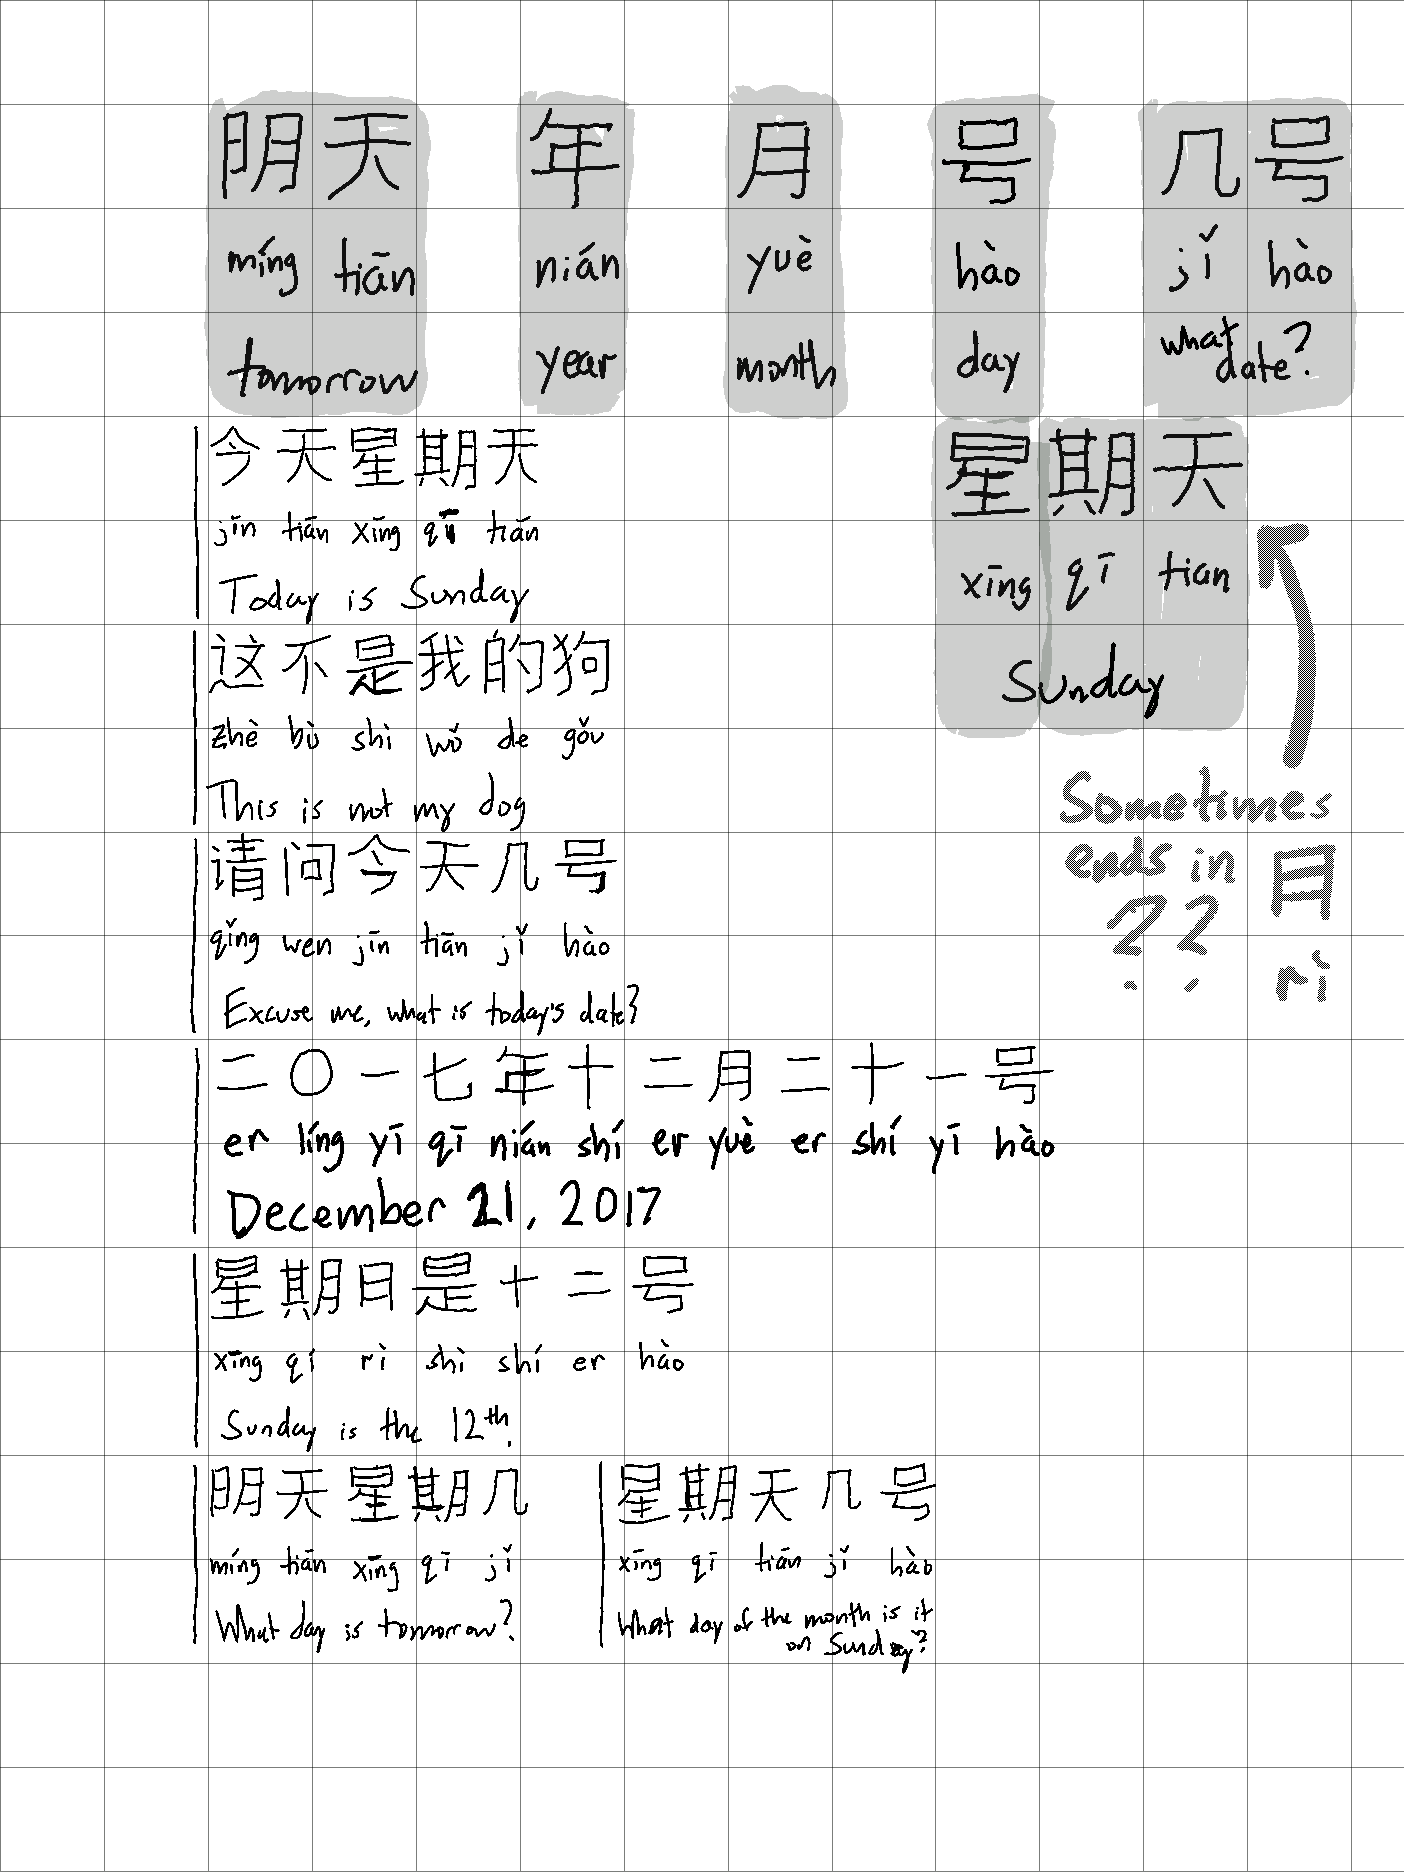 明天 年 月 号 几号
míng tiān nián yuè hào jǐ hào
tomorrow year month day what date?
今天星期天
jīn tiān xīng qī tiān
Today is Sunday
星期天
xīng qī tian
Sunday
Sometimes
ends in 日
?? rì
这不是我的狗
zhè bù shì wǒ de gǒu
This is not my dog
请问今天几号
qǐng wen jīn tiān jǐ hào
Excuse me, what is today's date?
二〇一七年十二月二十一号
er líng yī qī nián shí er yuè er shí yī hào
December 21, 2017
星期日是十二号
xīng qí rì shì shí er hào
Sunday is the 12th.
明天星期几
míng tiān xīng qī jǐ
What day is tomorrow?
星期天几号
xīng qī tiān jǐ hào
What day of the month is it
on Sunday?